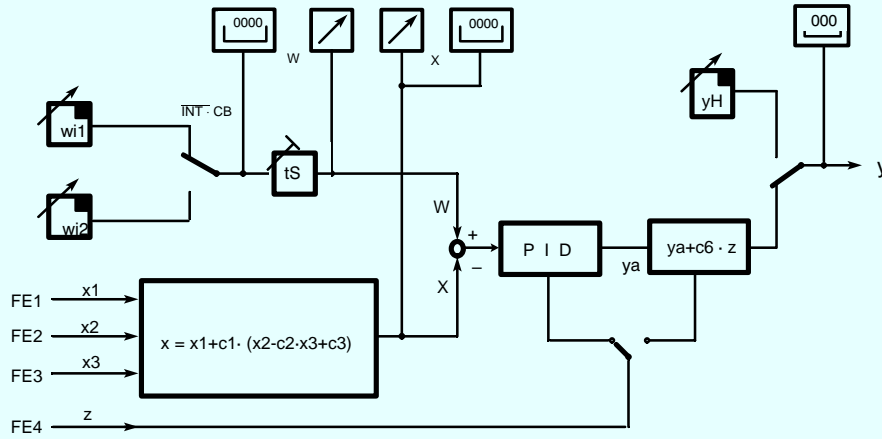 0000
0000
000
W
X
yH
INT · CB
wi1
tS
y
wi2
W
+
P I D
ya+c6 · z
−
ya
X
x1
FE1
x2
FE2
x = x1+c1· (x2-c2·x3+c3)
x3
FE3
z
FE4